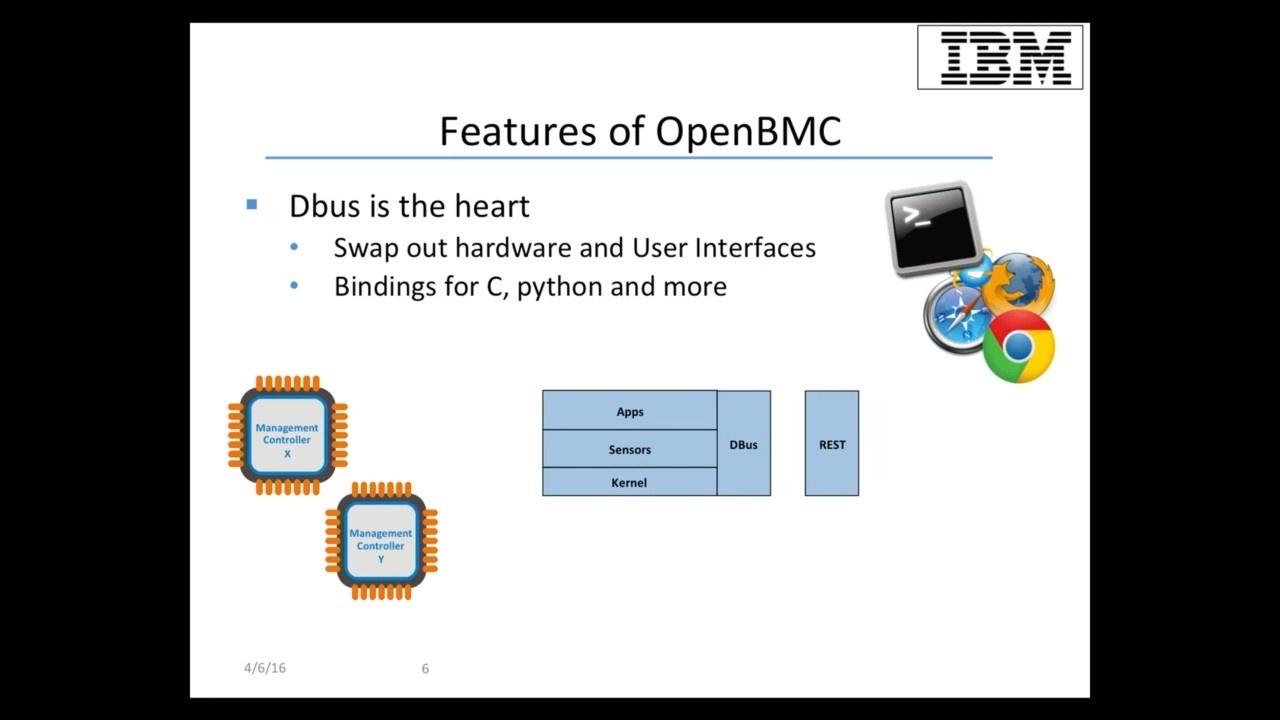 IBM
Features of OpenBMC
Dbus is the heart
Swap out hardware and User Interfaces
Bindings for C, python and more
>_
Management
Controller
X
Management
Controller
Y
Apps
Sensors
Kernel
DBus
REST
4/6/16
6